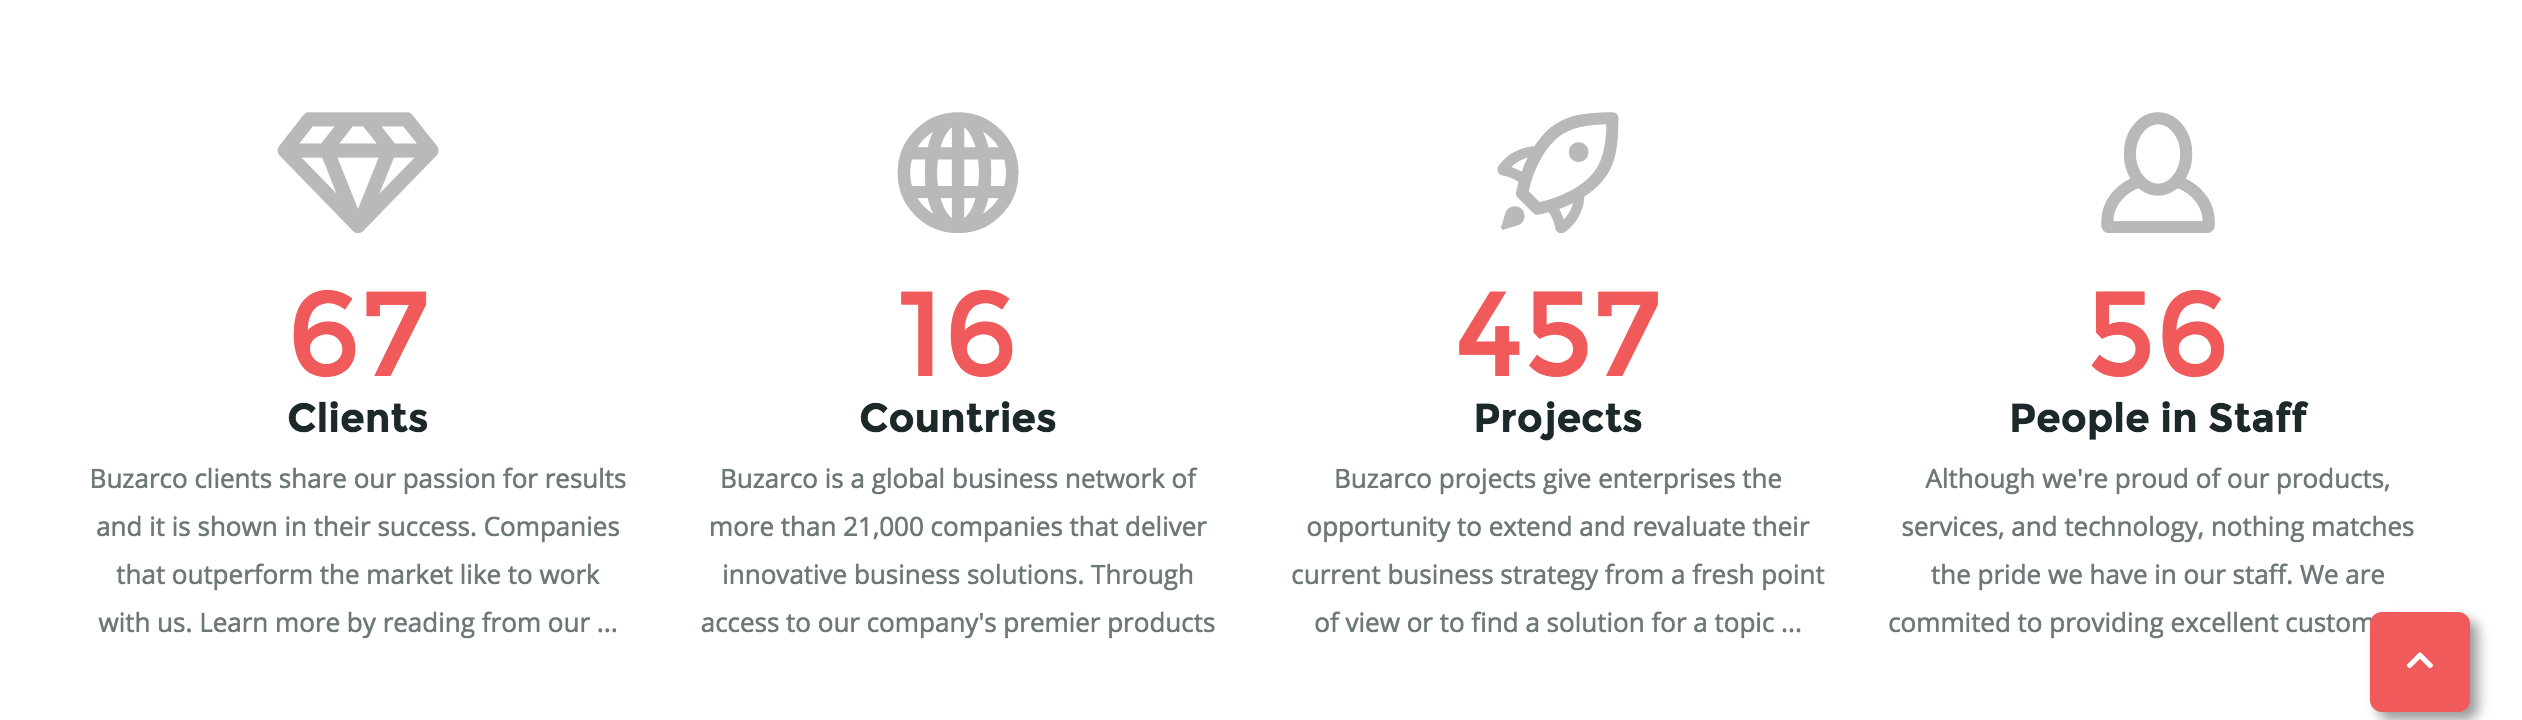 67
Clients
Buzarco clients share our passion for results
and it is shown in their success. Companies
that outperform the market like to work
with us. Learn more by reading from our ...
16
Countries
Buzarco is a global business network of
more than 21,000 companies that deliver
innovative business solutions. Through
access to our company's premier products
457
Projects
Buzarco projects give enterprises the
opportunity to extend and revaluate their
current business strategy from a fresh point
of view or to find a solution for a topic ...
56
People in Staff
Although we're proud of our products,
services, and technology, nothing matches
the pride we have in our staff. We are
commited to providing excellent